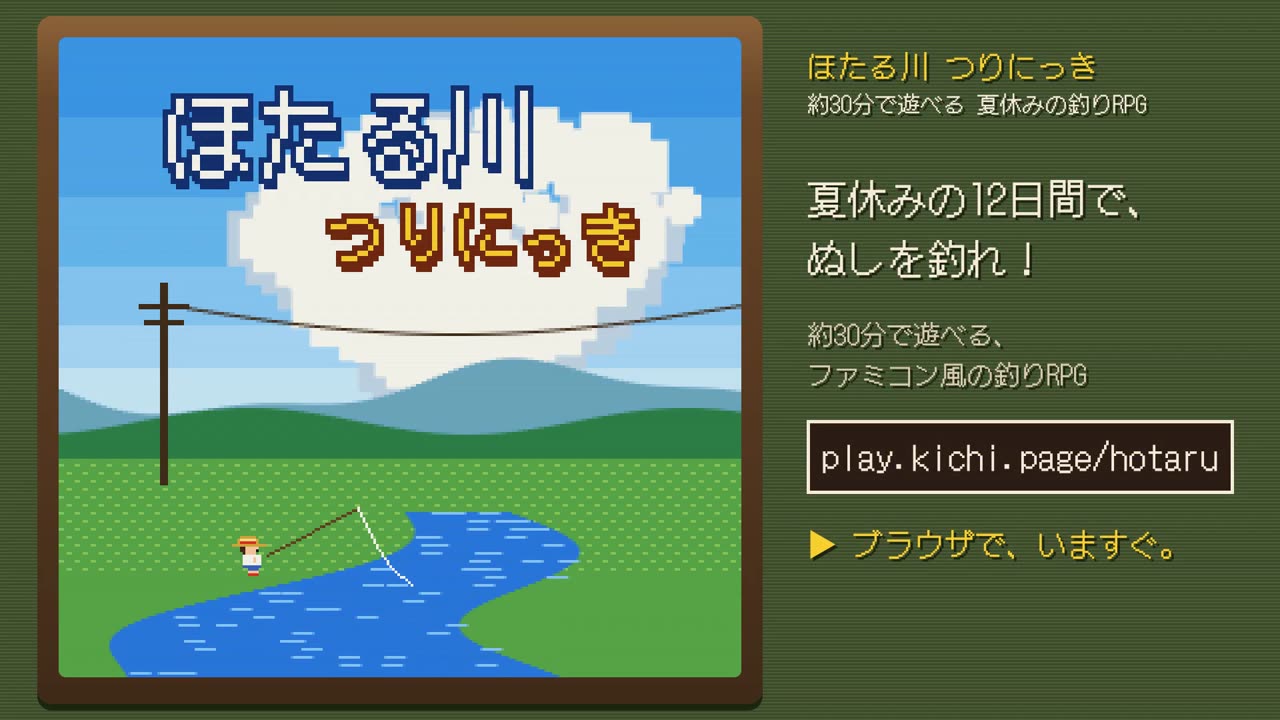 ほたる川
つりにっき
ほたる川 つりにっき
約30分で遊べる 夏休みの釣りRPG
夏休みの12日間で、
ぬしを釣れ！
約30分で遊べる、
ファミコン風の釣りRPG
play.kichi.page/hotaru
▶ ブラウザで、いますぐ。